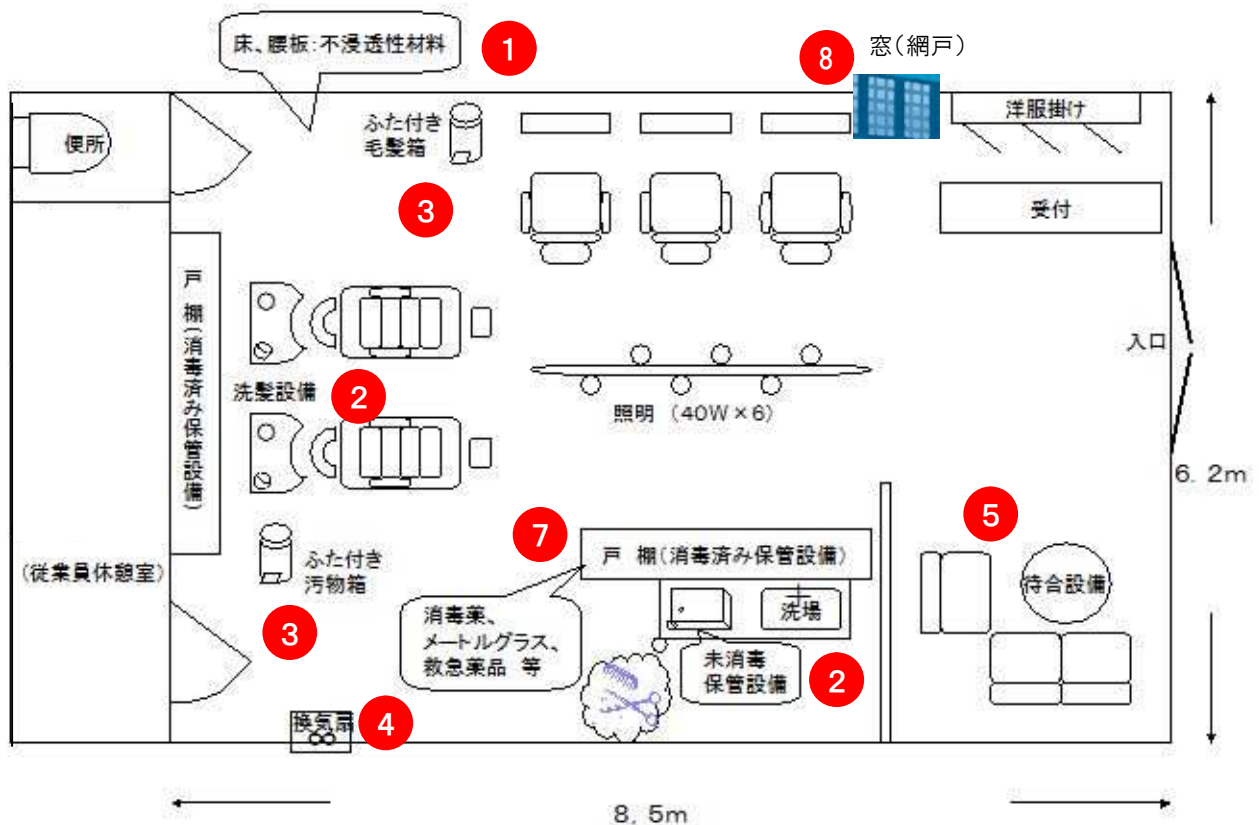 床、腰板:不浸透性材料
1
8
窓(網戸)
便所
ふた付き
毛髪箱
洋服掛け
3
受付
戸 棚(消毒済み保管設備)
入口
洗髪設備
2
照明 (40W×6)
6.2m
7
5
戸 棚(消毒済み保管設備)
(従業員休憩室)
ふた付き
汚物箱
待合設備
消毒薬、
メートルグラス、
救急薬品 等
洗場
3
未消毒
保管設備
2
換気扇
4
8,5m